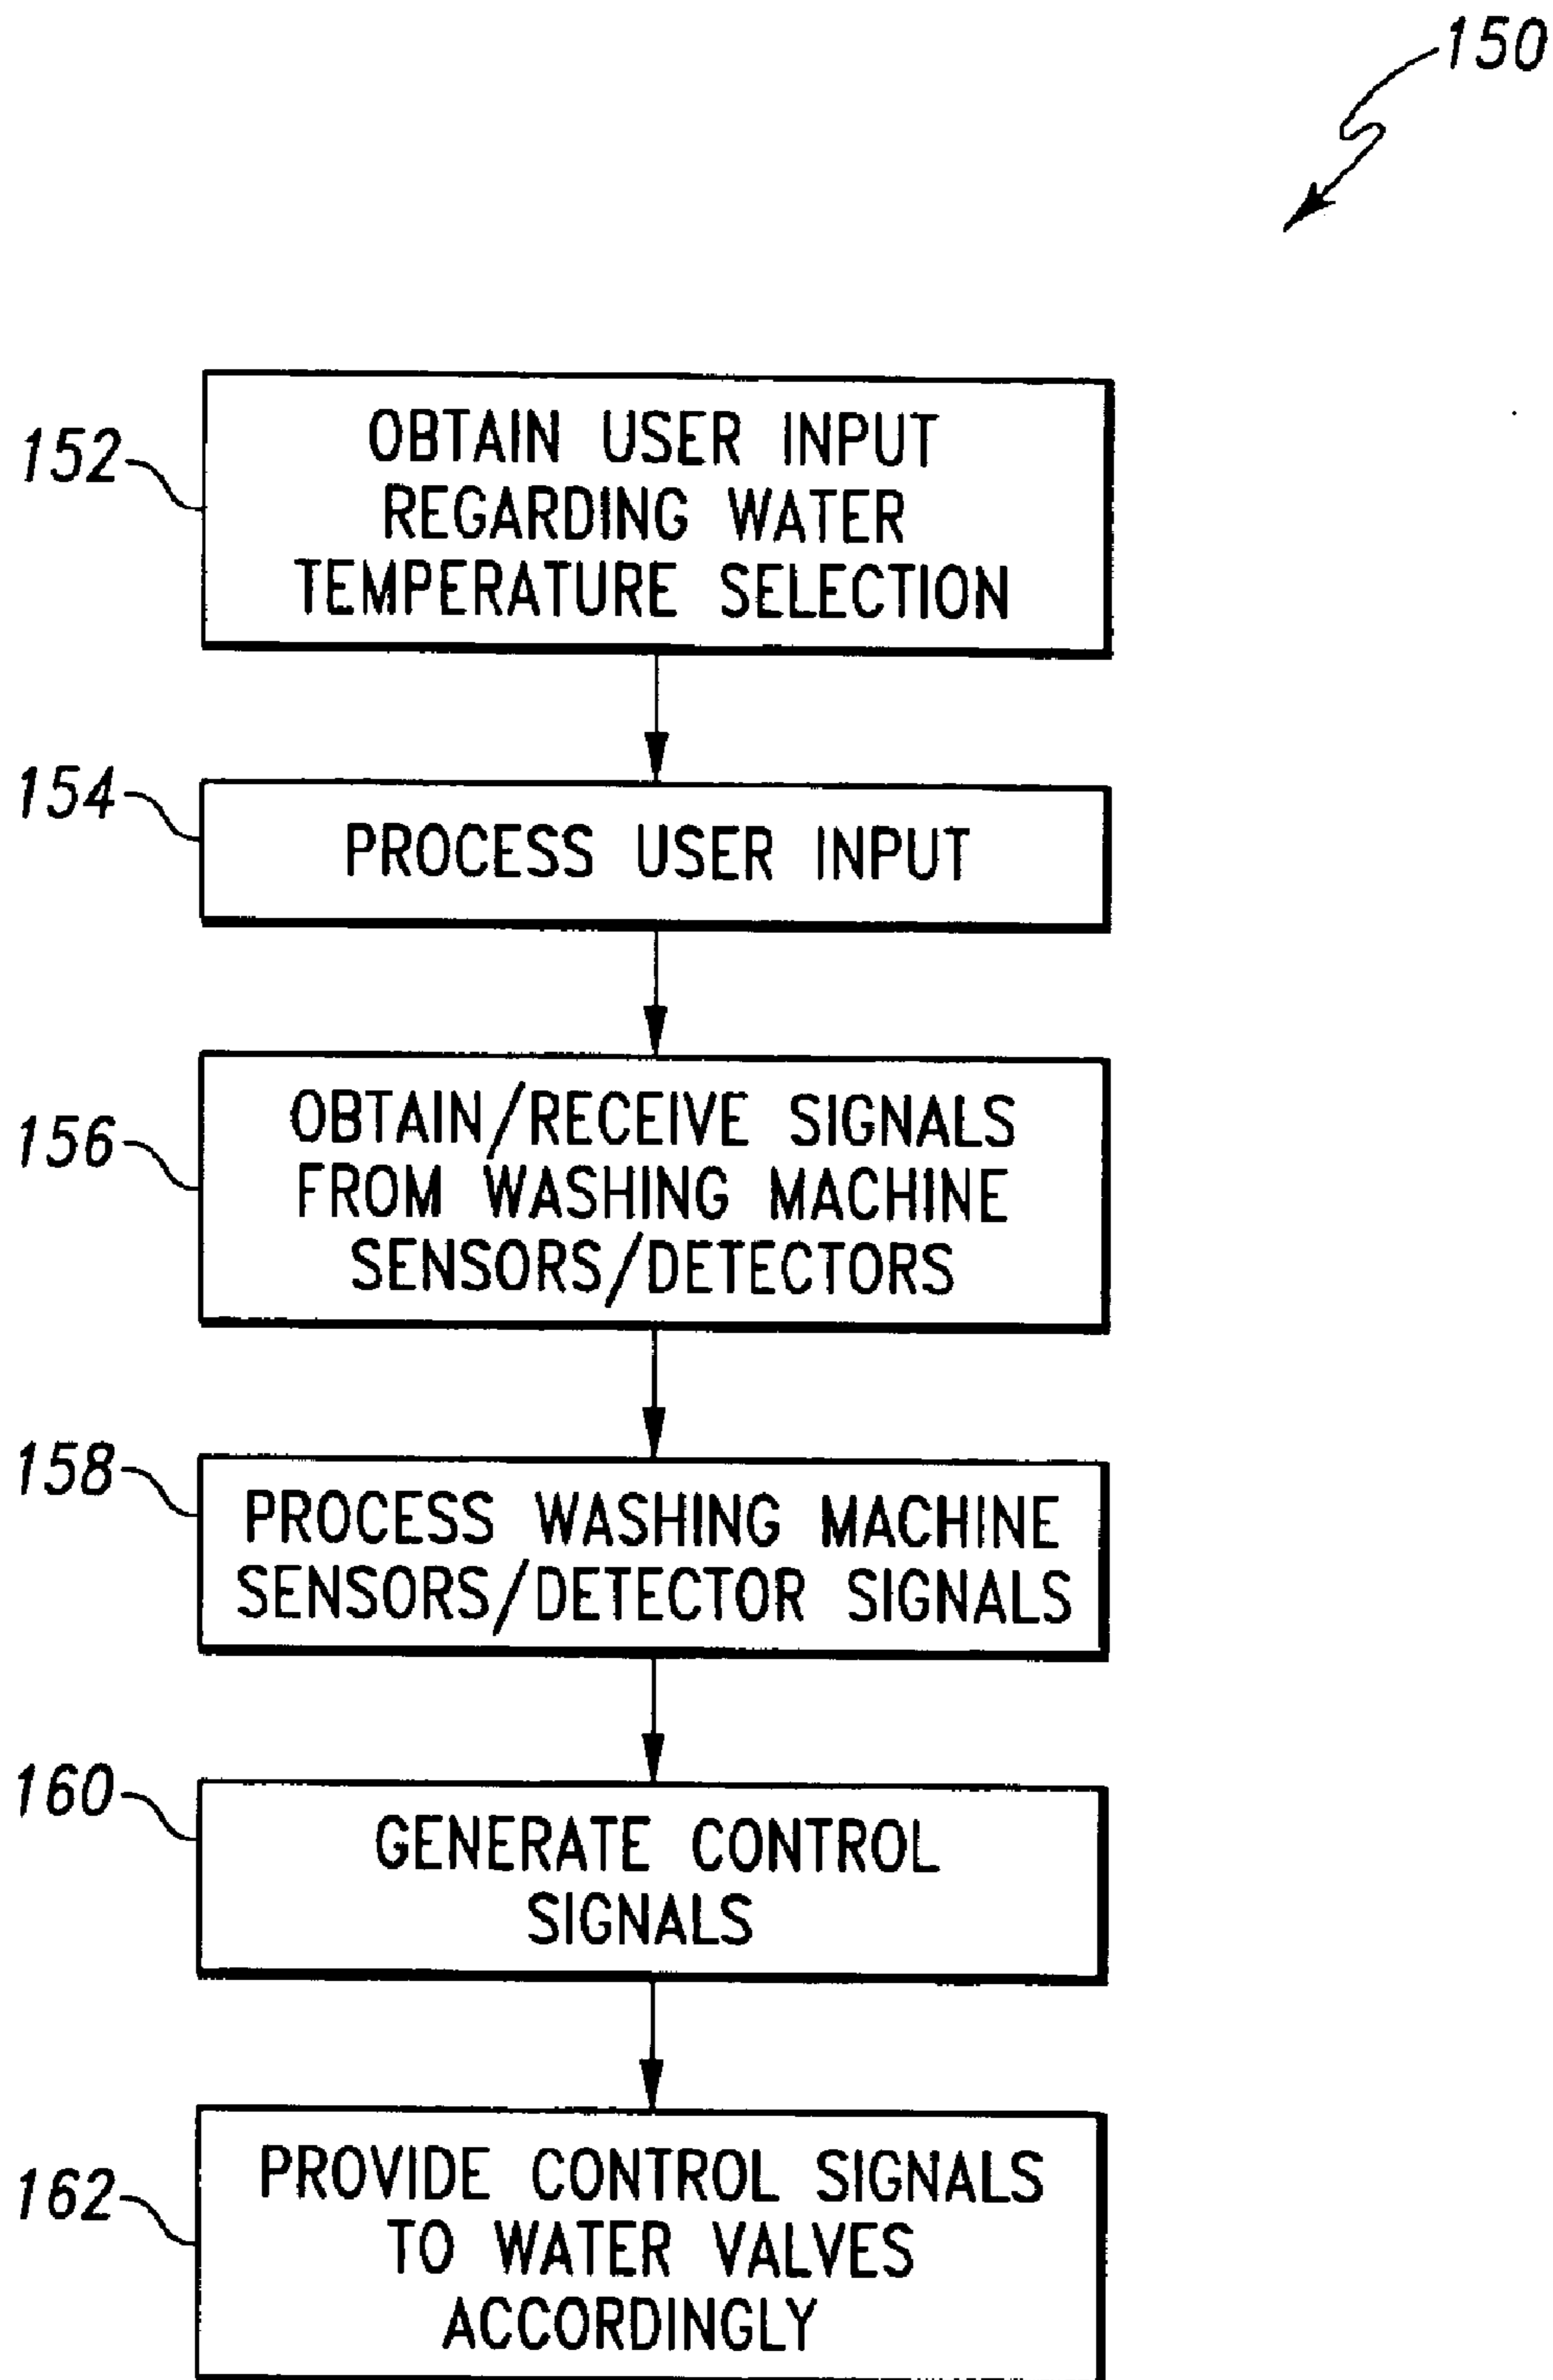 150
152
OBTAIN USER INPUT
REGARDING WATER
TEMPERATURE SELECTION
154
PROCESS USER INPUT
156
OBTAIN/RECEIVE SIGNALS
FROM WASHING MACHINE
SENSORS/DETECTORS
158
PROCESS WASHING MACHINE
SENSORS/DETECTOR SIGNALS
160
GENERATE CONTROL
SIGNALS
162
PROVIDE CONTROL SIGNALS
TO WATER VALVES
ACCORDINGLY